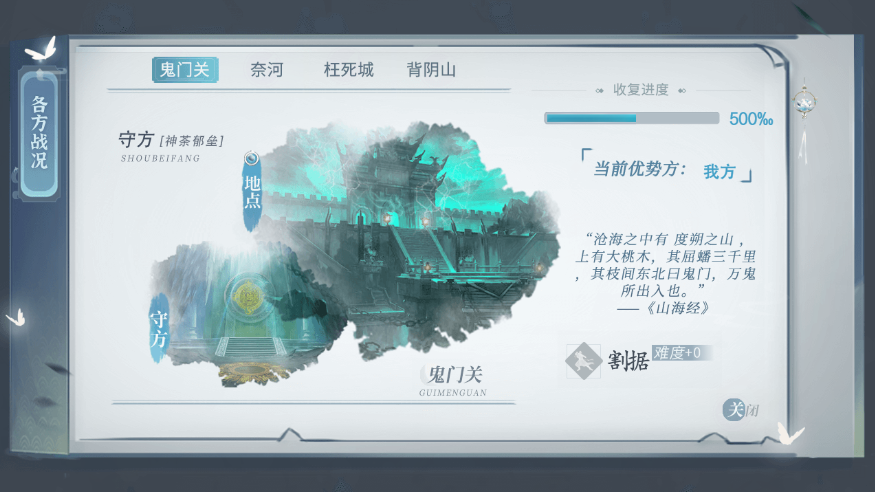 各方战况
鬼门关 奈河 枉死城 背阴山
收复进度
500‰
守方 [神荼郁垒]
SHOUBEIFANG
地点
当前优势方： 我方
“沧海之中有 度朔之山 ，
上有大桃木，其屈蟠三千里
，其枝间东北曰鬼门，万鬼
所出入也。”
——《山海经》
守方
鬼门关
GUIMENGUAN
割据 难度+0
关闭